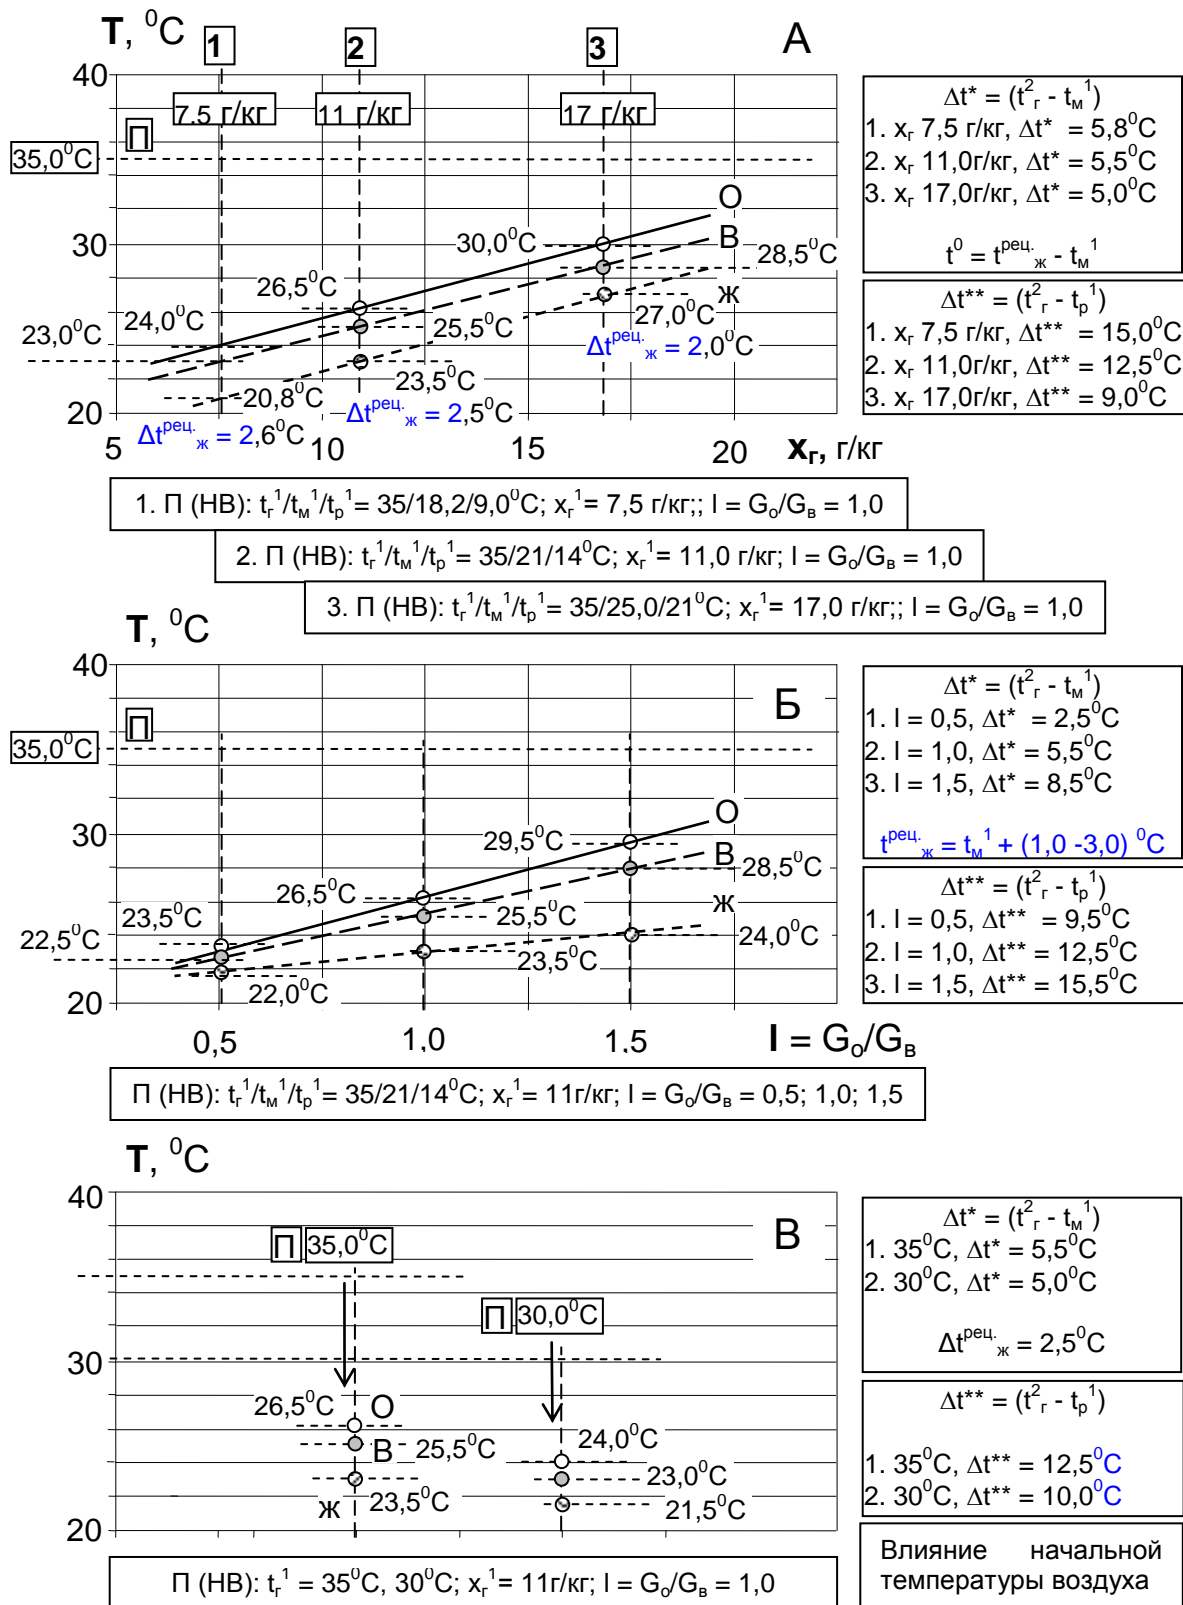 T, ⁰C
1
2
3
А
40
7.5 г/кг
11 г/кг
17 г/кг
П
35,0⁰C
О
В
30
30,0⁰C
28,5⁰C
26,5⁰C
ж
24,0⁰C
23,0⁰C
25,5⁰C
27,0⁰C
Δtʳᵉᶜ·ж = 2,0⁰C
23,5⁰C
20
20,8⁰C
Δtʳᵉᶜ·ж = 2,5⁰C
Δtʳᵉᶜ·ж = 2,6⁰C
5
10
15
20
xг, г/кг
Δt* = (t²г - tм¹)
1. xг 7,5 г/кг, Δt* = 5,8⁰C
2. xг 11,0г/кг, Δt* = 5,5⁰C
3. xг 17,0г/кг, Δt* = 5,0⁰C
t⁰ = tрец.ж - tм¹
Δt** = (t²г - tр¹)
1. xг 7,5 г/кг, Δt** = 15,0⁰C
2. xг 11,0г/кг, Δt** = 12,5⁰C
3. xг 17,0г/кг, Δt** = 9,0⁰C
1. П (НВ): tг¹/tм¹/tр¹= 35/18,2/9,0⁰C; xг¹= 7,5 г/кг;; l = Gо/Gв = 1,0
2. П (НВ): tг¹/tм¹/tр¹= 35/21/14⁰C; xг¹= 11,0 г/кг; l = Gо/Gв = 1,0
3. П (НВ): tг¹/tм¹/tр¹= 35/25,0/21⁰C; xг¹= 17,0 г/кг;; l = Gо/Gв = 1,0
T, ⁰C
40
Б
П
35,0⁰C
О
29,5⁰C
В
30
28,5⁰C
26,5⁰C
ж
23,5⁰C
25,5⁰C
22,5⁰C
24,0⁰C
23,5⁰C
22,0⁰C
20
0,5
1,0
1,5
l = Gо/Gв
Δt* = (t²г - tм¹)
1. l = 0,5, Δt* = 2,5⁰C
2. l = 1,0, Δt* = 5,5⁰C
3. l = 1,5, Δt* = 8,5⁰C
tрец.ж = tм¹ + (1,0 -3,0) ⁰C
Δt** = (t²г - tр¹)
1. l = 0,5, Δt** = 9,5⁰C
2. l = 1,0, Δt** = 12,5⁰C
3. l = 1,5, Δt** = 15,5⁰C
П (НВ): tг¹/tм¹/tр¹= 35/21/14⁰C; xг¹= 11г/кг; l = Gо/Gв = 0,5; 1,0; 1,5
T, ⁰C
40
В
П 35,0⁰C
П 30,0⁰C
30
26,5⁰C
О
В
25,5⁰C
24,0⁰C
23,0⁰C
ж
23,5⁰C
21,5⁰C
20
Δt* = (t²г - tм¹)
1. 35⁰C, Δt* = 5,5⁰C
2. 30⁰C, Δt* = 5,0⁰C
Δtрец.ж = 2,5⁰C
Δt** = (t²г - tр¹)
1. 35⁰C, Δt** = 12,5⁰C
2. 30⁰C, Δt** = 10,0⁰C
П (НВ): tг¹ = 35⁰C, 30⁰C; xг¹= 11г/кг; l = Gо/Gв = 1,0
Влияние начальной
температуры воздуха